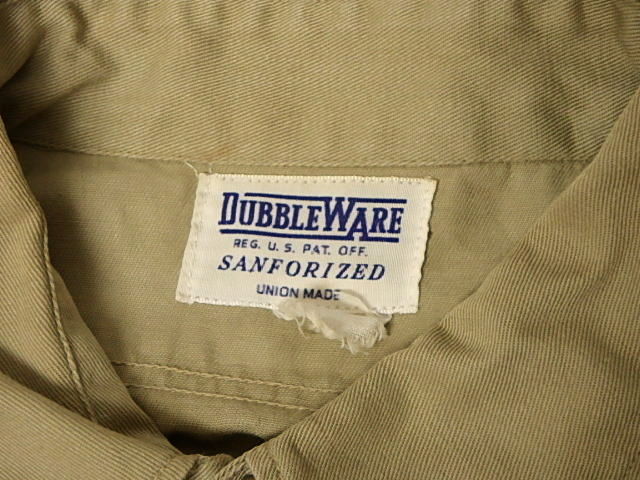 DUBBLEWARE
REG. U. S. PAT. OFF.
SANFORIZED
UNION MADE